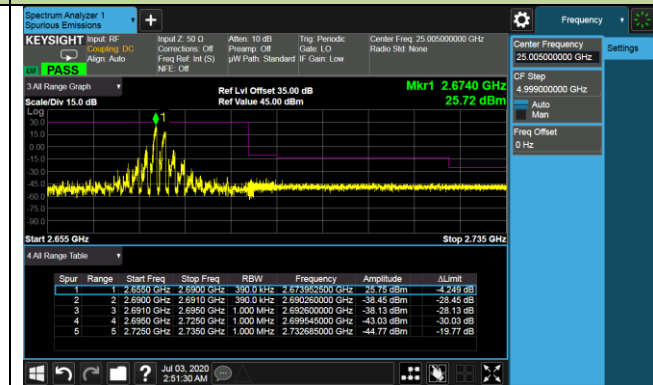 Spectrum Analyzer 1
Spurious Emissions
Frequency
KEYSIGHT
Input: RF
Coupling: DC
Align: Auto
Input Z: 50 Ω
Corrections: Off
Freq Ref: Int (S)
NFE: Off
Atten: 10 dB
Preamp: Off
µW Path: Standard
Trig: Periodic
Gate: LO
IF Gain: Low
Center Freq: 25.005000000 GHz
Radio Std: None
PASS
3 All Range Graph
Scale/Div 15.0 dB
Ref Lvl Offset 35.00 dB
Ref Value 45.00 dBm
Mkr1 2.6740 GHz
25.72 dBm
Log
30.0
15.0
0.00
-15.0
-30.0
-45.0
-60.0
-75.0
-90.0
1
Start 2.655 GHz
Stop 2.735 GHz
4 All Range Table
Spur Range Start Freq Stop Freq RBW Frequency Amplitude ΔLimit
1 1 2.6550 GHz 2.6900 GHz 390.0 kHz 2.673952500 GHz 25.75 dBm -4.249 dB
2 2 2.6900 GHz 2.6910 GHz 390.0 kHz 2.690260000 GHz -38.45 dBm -28.45 dB
3 3 2.6910 GHz 2.6950 GHz 1.000 MHz 2.692600000 GHz -38.13 dBm -28.13 dB
4 4 2.6950 GHz 2.7250 GHz 1.000 MHz 2.699545000 GHz -43.03 dBm -30.03 dB
5 5 2.7250 GHz 2.7350 GHz 1.000 MHz 2.732685000 GHz -44.77 dBm -19.77 dB
Jul 03, 2020
2:51:30 AM
Center Frequency
25.005000000 GHz
Settings
CF Step
4.999000000 GHz
Auto
Man
Freq Offset
0 Hz